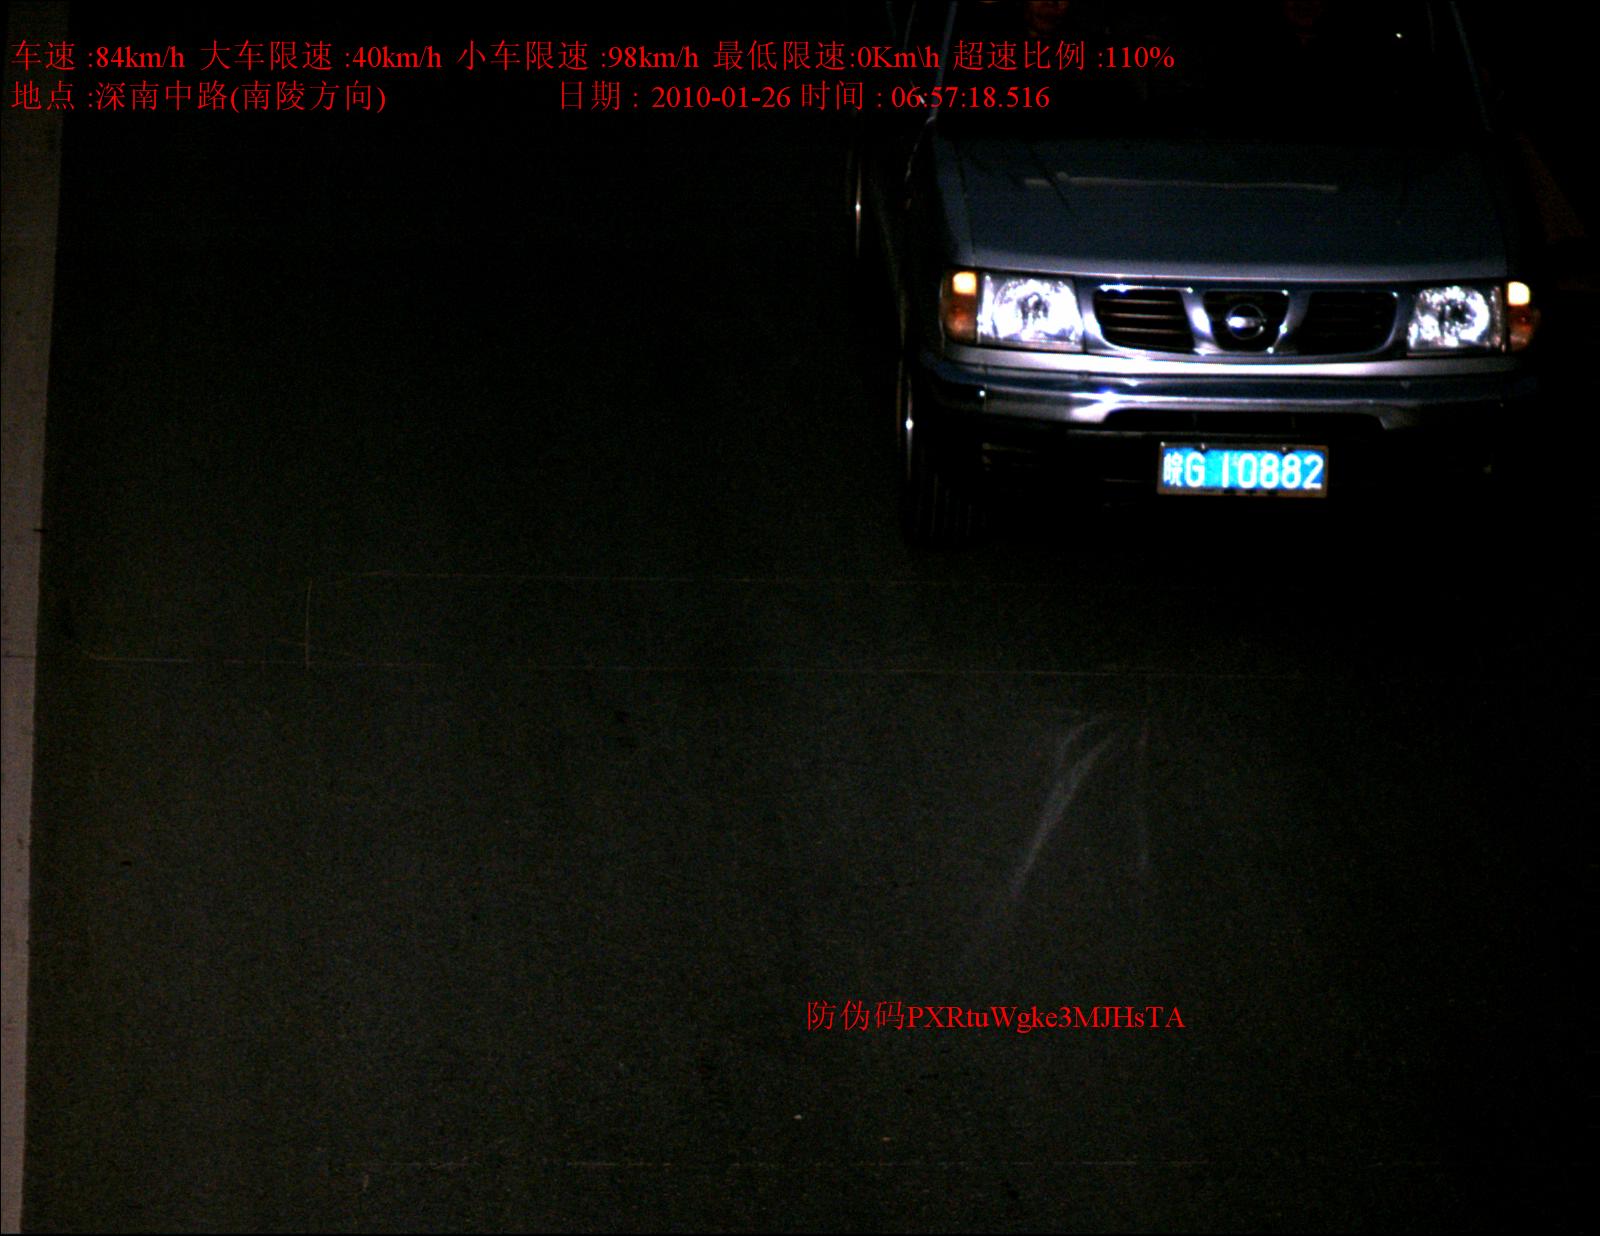 车速 :84km/h 大车限速 :40km/h 小车限速 :98km/h 最低限速:0Km\h 超速比例 :110%
地点 :深南中路(南陵方向) 日期 : 2010-01-26 时间 : 06:57:18.516
皖G 10882
防伪码PXRtuWgke3MJHsTA